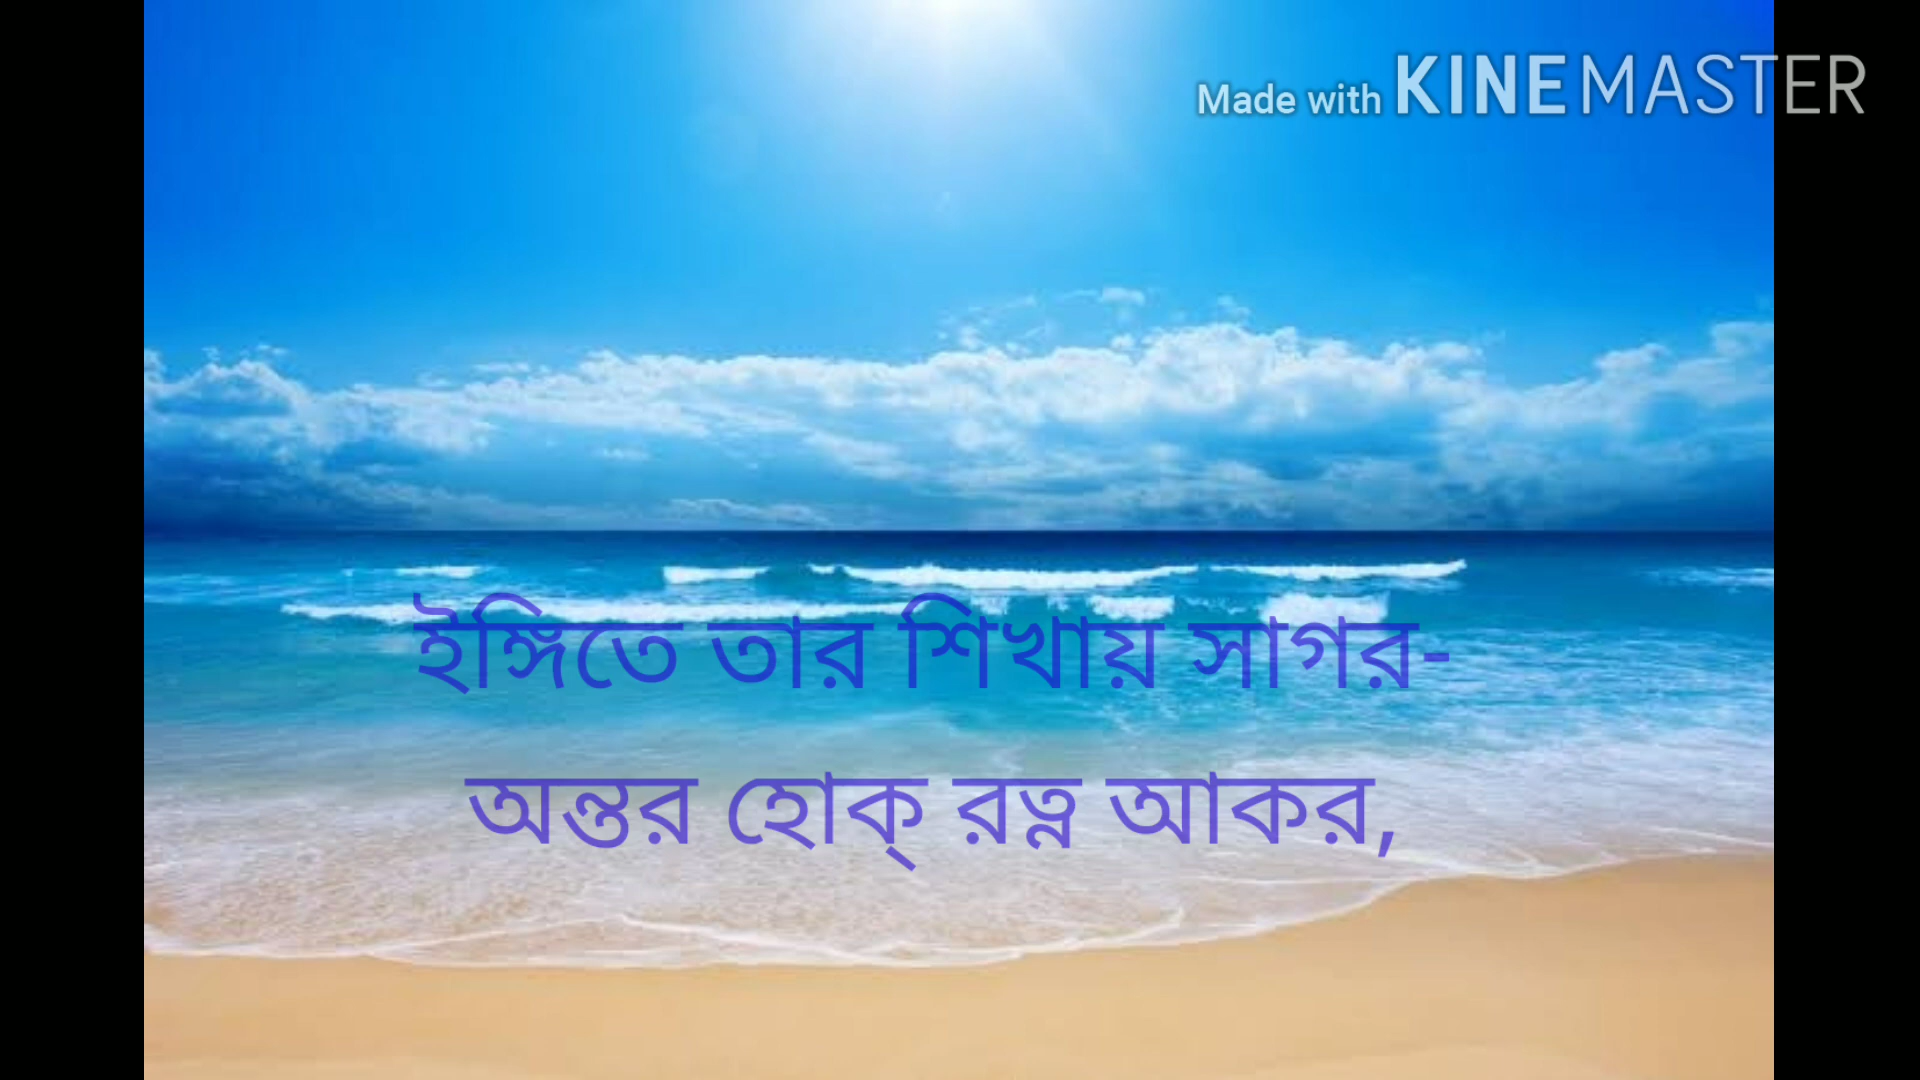 Made with KINEMASTER
ইঙ্গিতে তার শিখায় সাগর-
অন্তর হোক্ রত্ন আকর,